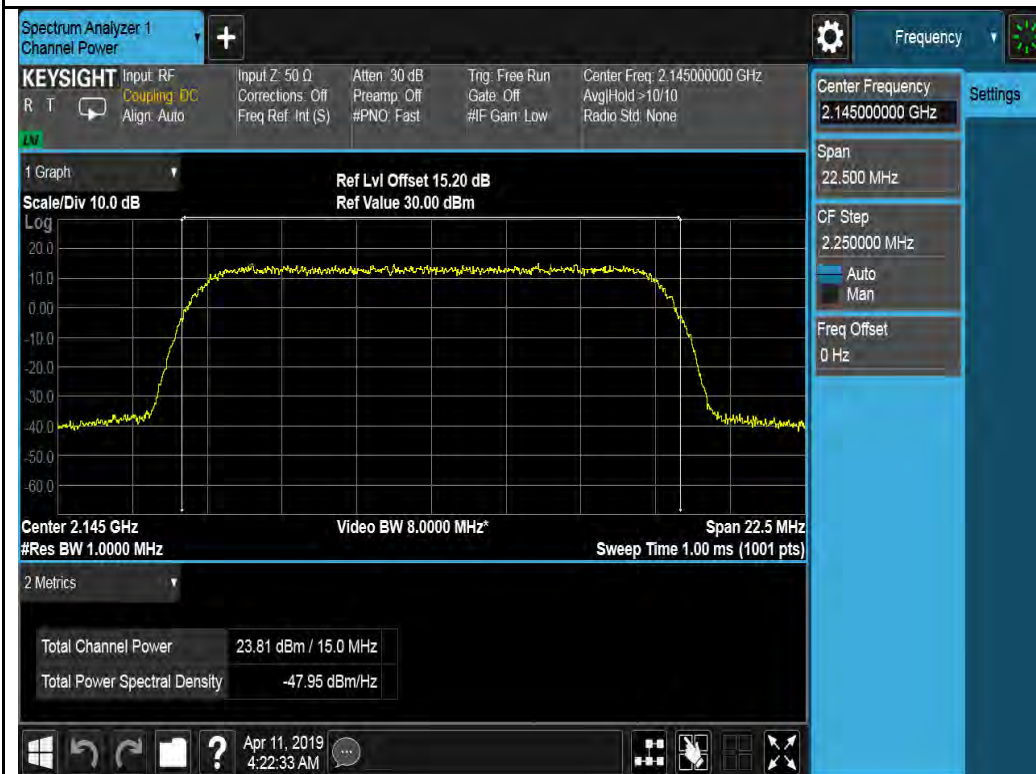 Spectrum Analyzer 1
Channel Power
+
Frequency
KEYSIGHT
R T
Input: RF
Coupling: DC
Align: Auto
Input Z: 50 Ω
Corrections: Off
Freq Ref: Int (S)
Atten: 30 dB
Preamp: Off
#PNO: Fast
Trig: Free Run
Gate: Off
#IF Gain: Low
Center Freq: 2.145000000 GHz
Avg|Hold >10/10
Radio Std: None
1 Graph
Scale/Div 10.0 dB
Ref Lvl Offset 15.20 dB
Ref Value 30.00 dBm
Log
20.0
10.0
0.00
-10.0
-20.0
-30.0
-40.0
-50.0
-60.0
Center 2.145 GHz
#Res BW 1.0000 MHz
Video BW 8.0000 MHz*
Span 22.5 MHz
Sweep Time 1.00 ms (1001 pts)
2 Metrics
Total Channel Power 23.81 dBm / 15.0 MHz
Total Power Spectral Density -47.95 dBm/Hz
Center Frequency
2.145000000 GHz
Settings
Span
22.500 MHz
CF Step
2.250000 MHz
Auto
Man
Freq Offset
0 Hz
?
Apr 11, 2019
4:22:33 AM